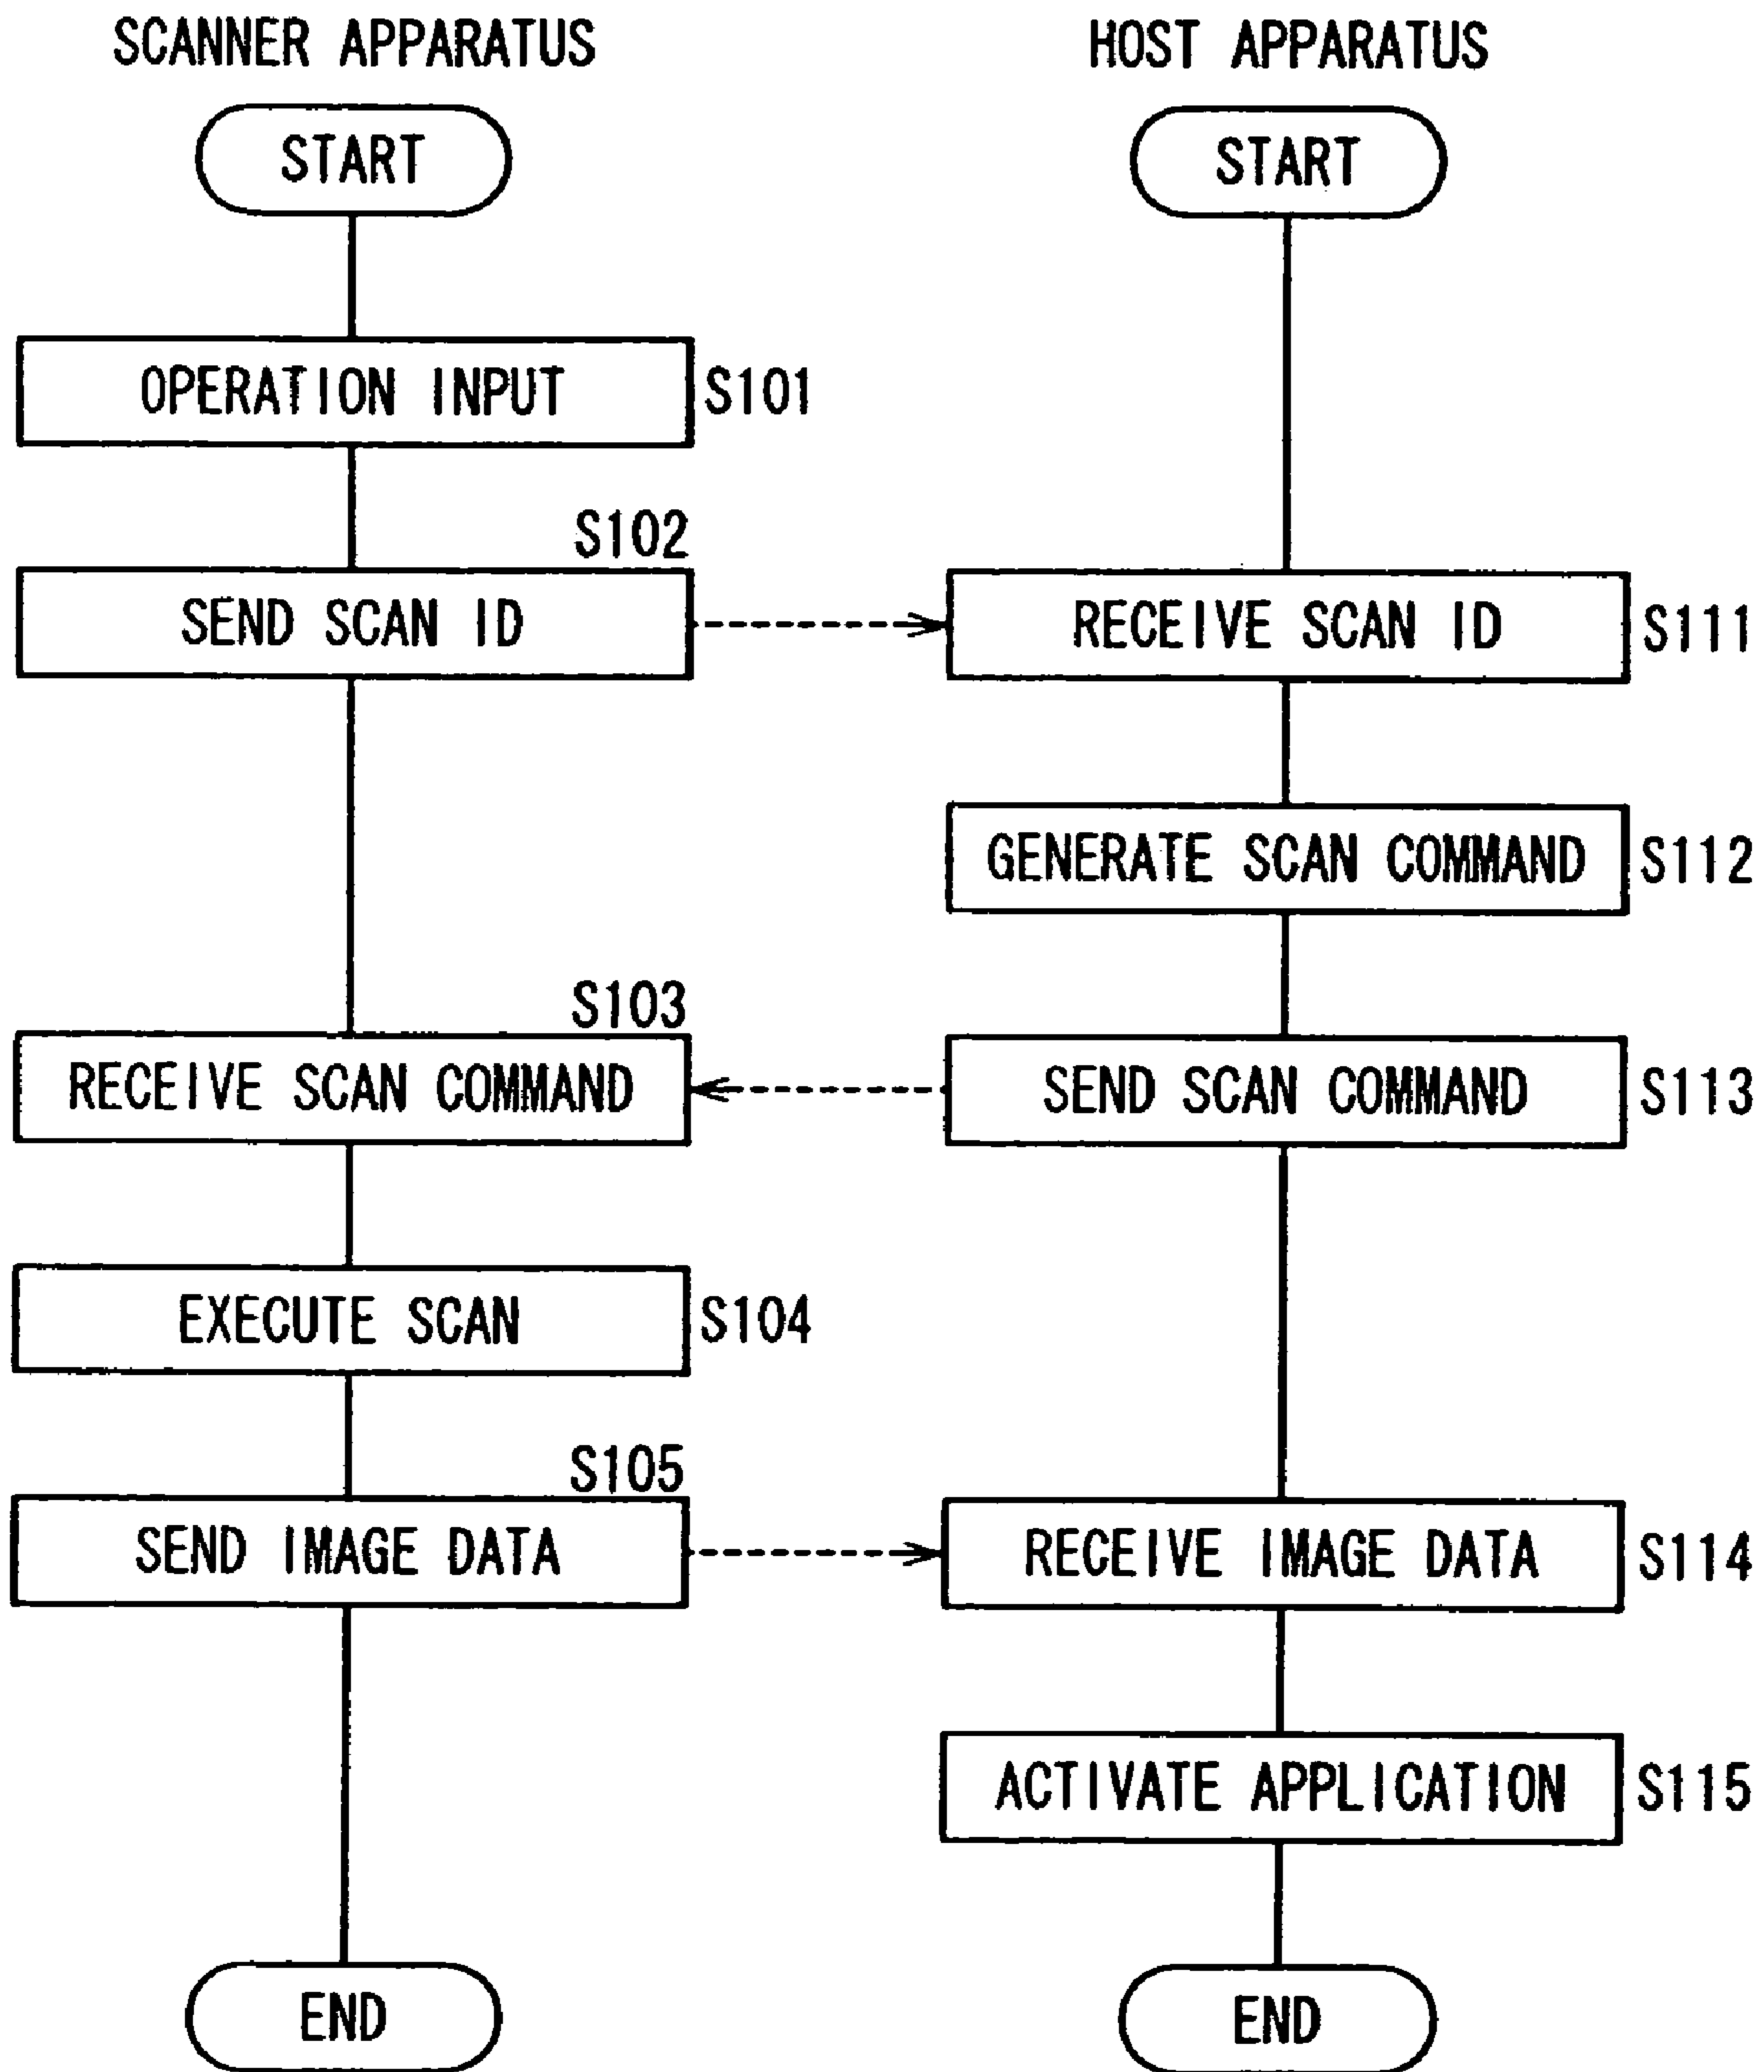 SCANNER APPARATUS
START
OPERATION INPUT S101
S102
SEND SCAN ID
S103
RECEIVE SCAN COMMAND
EXECUTE SCAN S104
S105
SEND IMAGE DATA
END
HOST APPARATUS
START
RECEIVE SCAN ID S111
GENERATE SCAN COMMAND S112
SEND SCAN COMMAND S113
RECEIVE IMAGE DATA S114
ACTIVATE APPLICATION S115
END